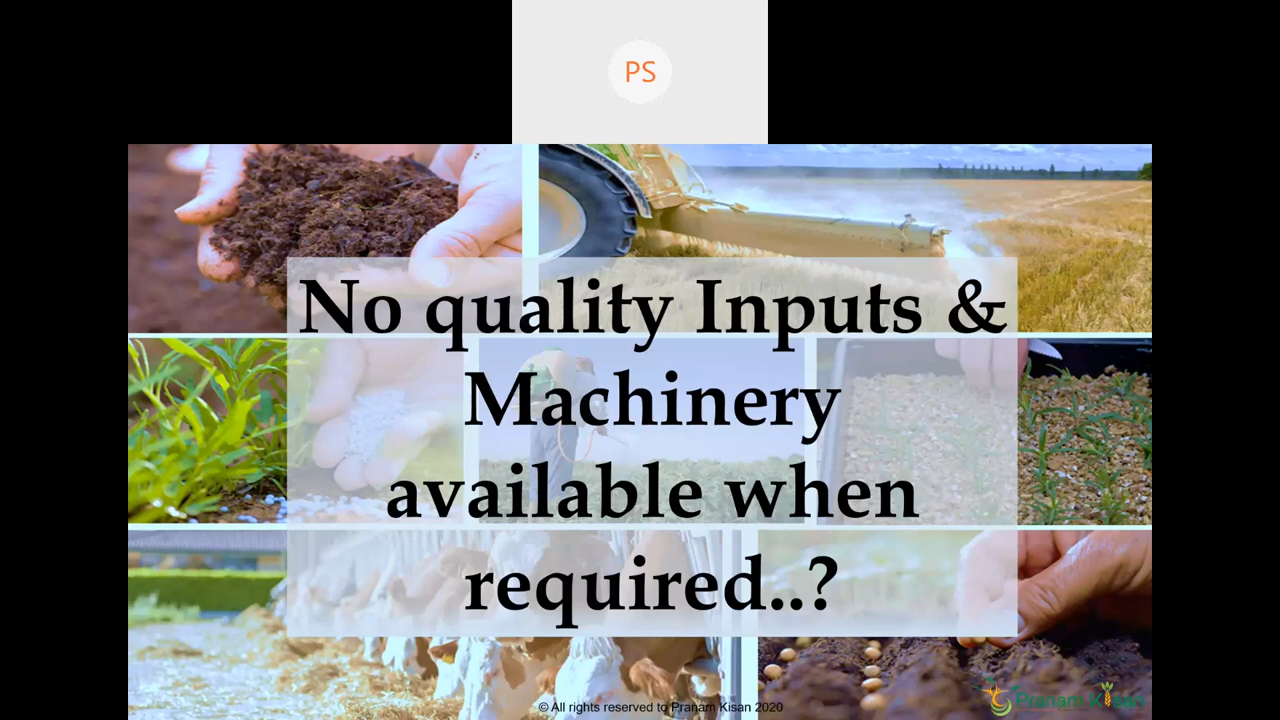 PS
No quality Inputs &
Machinery
available when
required..?
© All rights reserved to Pranam Kisan 2020
Pranam Kisan